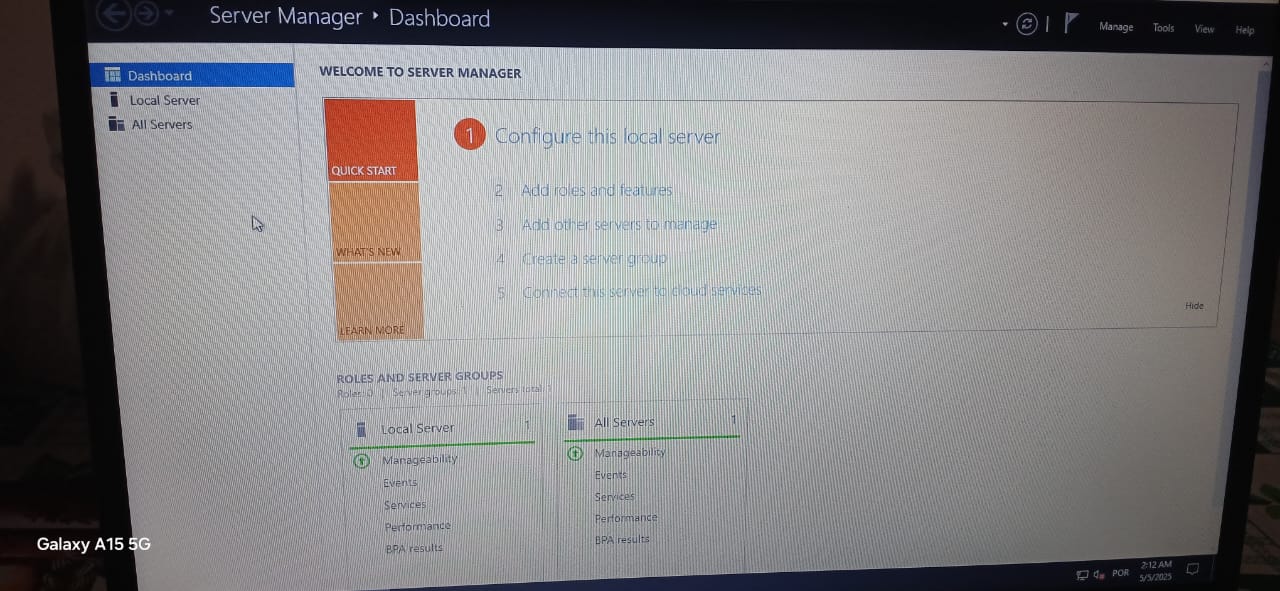 Server Manager ‣ Dashboard
Manage Tools View Help
Dashboard
Local Server
All Servers
WELCOME TO SERVER MANAGER
QUICK START
WHAT'S NEW
LEARN MORE
1 Configure this local server
2 Add roles and features
3 Add other servers to manage
4 Create a server group
5 Connect this server to cloud services
Hide
ROLES AND SERVER GROUPS
Roles: 0 | Server groups: 1 | Servers total: 1
Local Server 1
Manageability
Events
Services
Performance
BPA results
All Servers 1
Manageability
Events
Services
Performance
BPA results
POR
2:12 AM
5/5/2025
Galaxy A15 5G